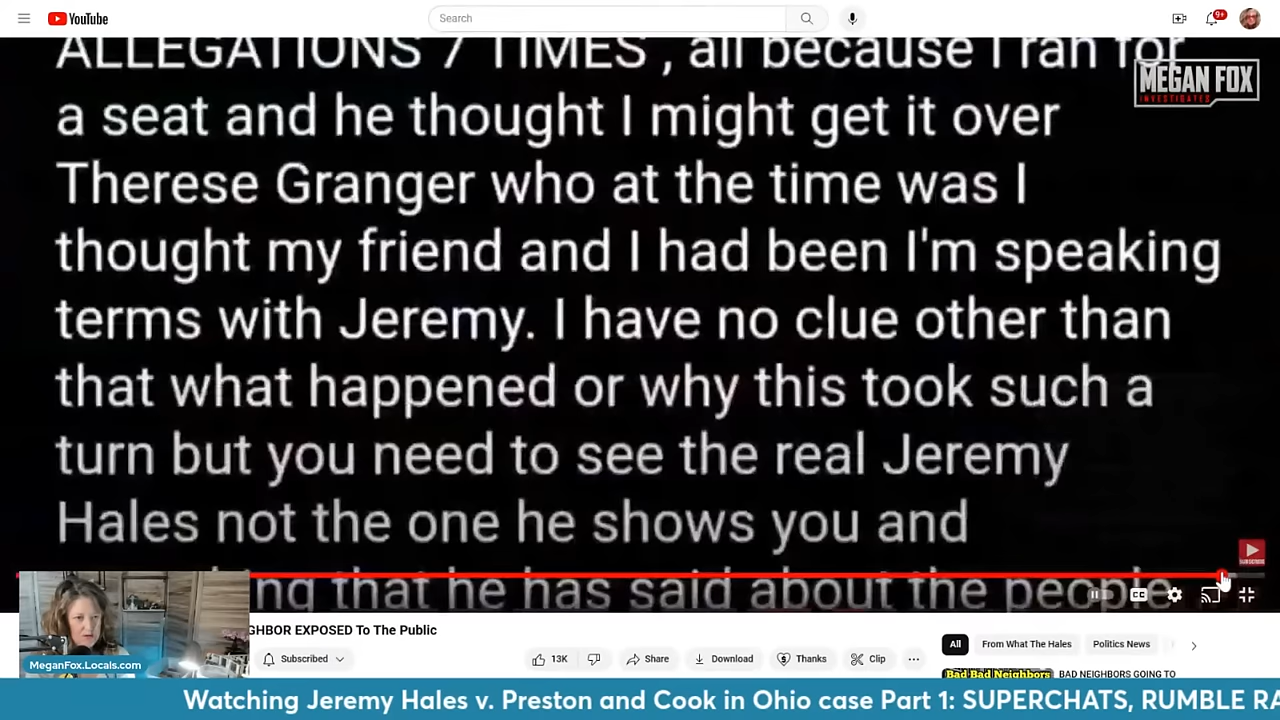 YouTube
Search
9+
ALLEGATIONS 7 TIMES , all because I ran for
MEGAN FOX
INVESTIGATES
a seat and he thought I might get it over
Therese Granger who at the time was I
thought my friend and I had been I'm speaking
terms with Jeremy. I have no clue other than
that what happened or why this took such a
turn but you need to see the real Jeremy
Hales not the one he shows you and
that he has said about the people
CC
GHBOR EXPOSED To The Public
Subscribed
13K
Share
Download
Thanks
Clip
All
From What The Hales
Politics News
Bad Bad Neighbors
BAD NEIGHBORS GOING TO
MeganFox.Locals.com
Watching Jeremy Hales v. Preston and Cook in Ohio case Part 1: SUPERCHATS, RUMBLE RA